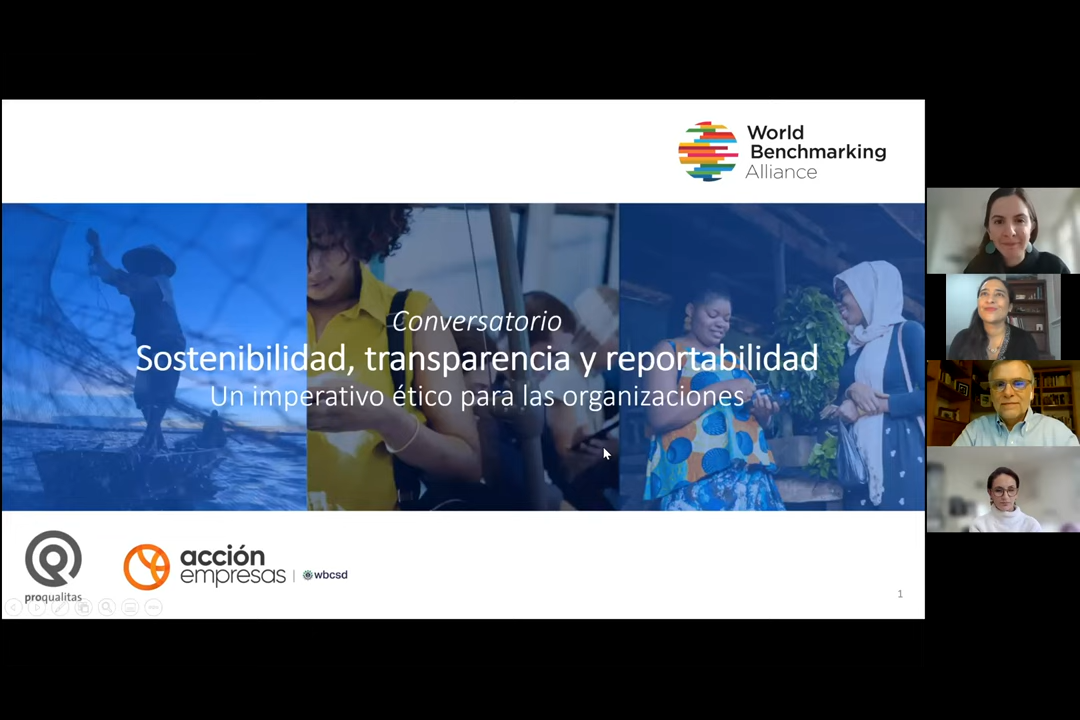 World
Benchmarking
Alliance
Conversatorio
Sostenibilidad, transparencia y reportabilidad
Un imperativo ético para las organizaciones
proqualitas
acción
empresas | wbcsd
1